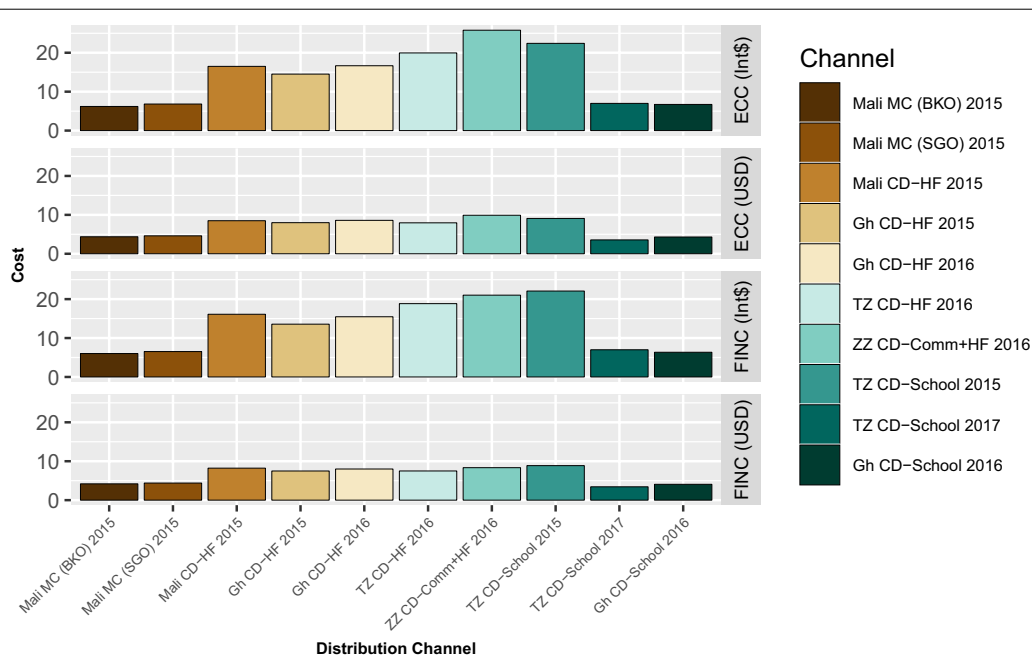 Cost
20
10
0
ECC (Int$)
20
10
0
ECC (USD)
20
10
0
FINC (Int$)
20
10
0
FINC (USD)
Mali MC (BKO) 2015
Mali MC (SGO) 2015
Mali CD−HF 2015
Gh CD−HF 2015
Gh CD−HF 2016
TZ CD−HF 2016
ZZ CD−Comm+HF 2016
TZ CD−School 2015
TZ CD−School 2017
Gh CD−School 2016
Distribution Channel
Channel
Mali MC (BKO) 2015
Mali MC (SGO) 2015
Mali CD−HF 2015
Gh CD−HF 2015
Gh CD−HF 2016
TZ CD−HF 2016
ZZ CD−Comm+HF 2016
TZ CD−School 2015
TZ CD−School 2017
Gh CD−School 2016